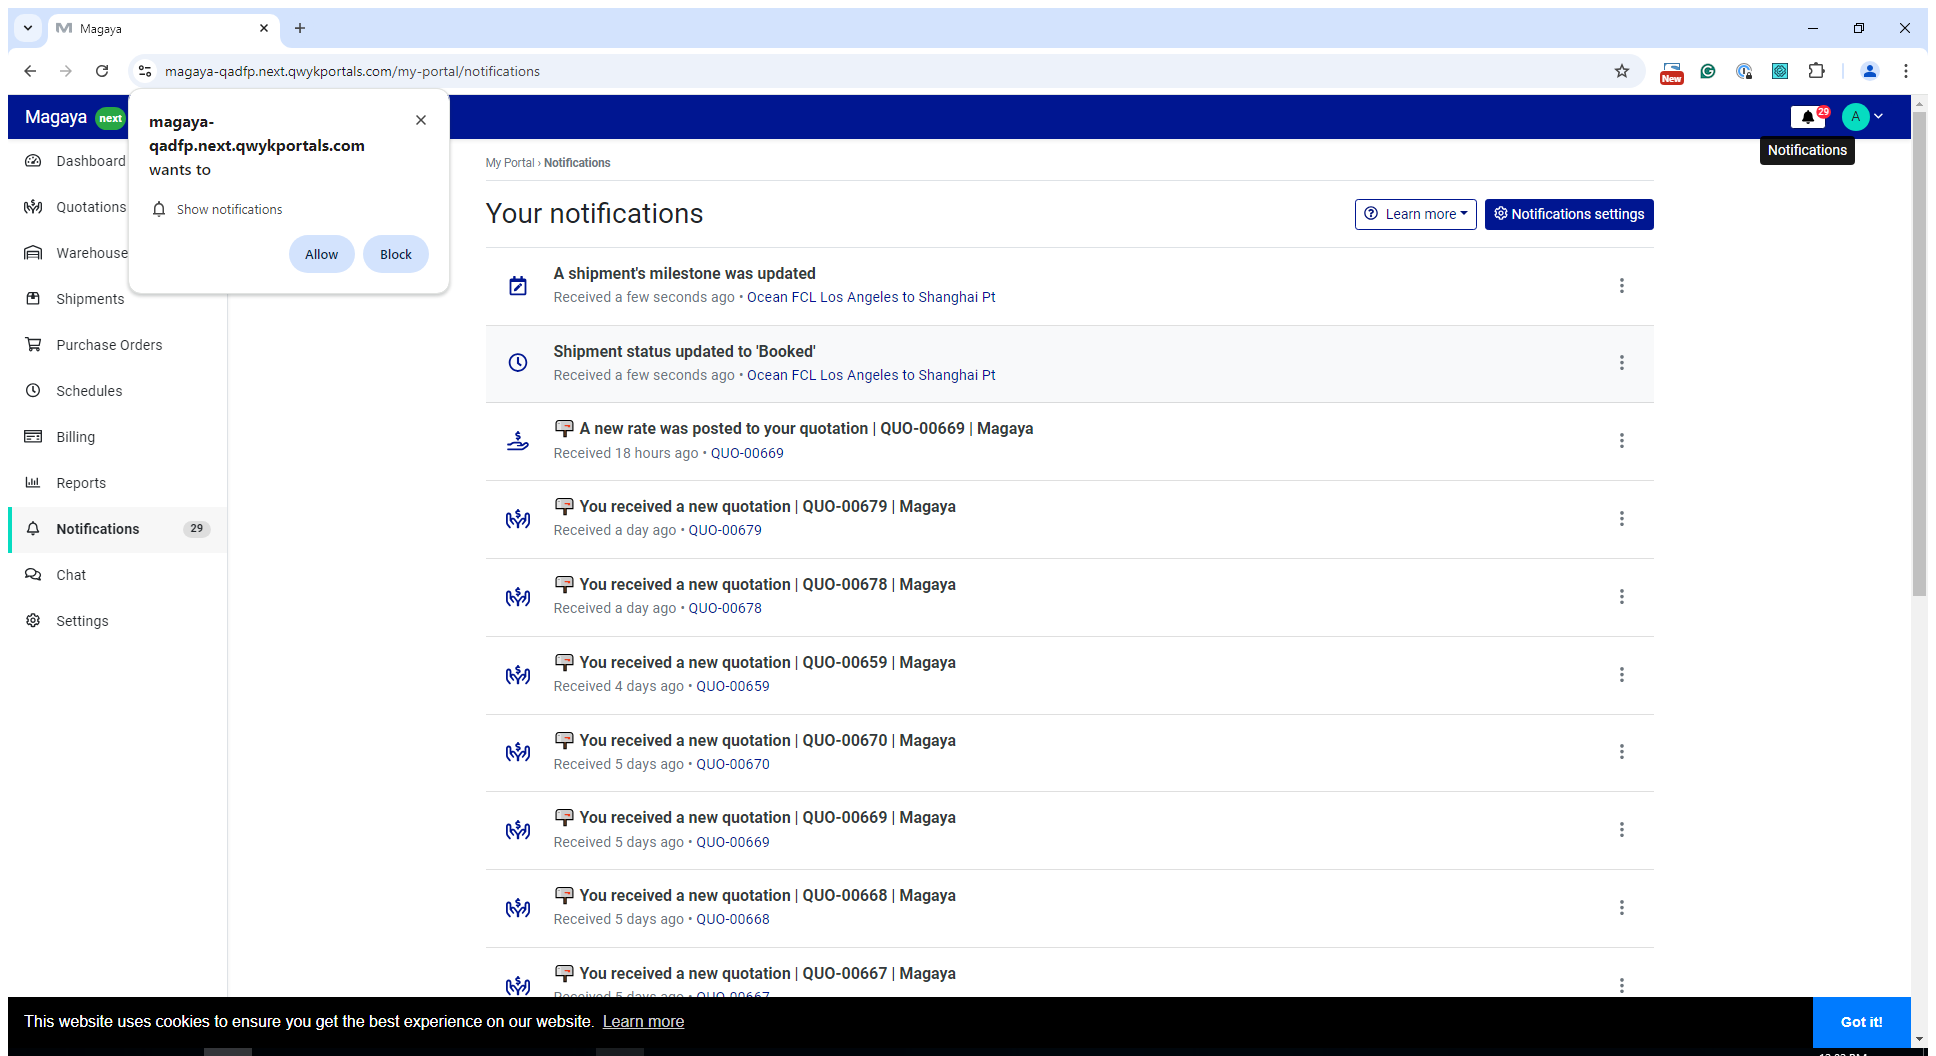 Magaya
magaya-qadfp.next.qwykportals.com/my-portal/notifications
New
Magaya next
29
A
magaya-
qadfp.next.qwykportals.com
wants to
Show notifications
Allow
Block
Notifications
Dashboard
Quotations
Warehouse
Shipments
Purchase Orders
Schedules
Billing
Reports
Notifications 29
Chat
Settings
My Portal › Notifications
Your notifications
Learn more
Notifications settings
A shipment's milestone was updated
Received a few seconds ago • Ocean FCL Los Angeles to Shanghai Pt
Shipment status updated to 'Booked'
Received a few seconds ago • Ocean FCL Los Angeles to Shanghai Pt
A new rate was posted to your quotation | QUO-00669 | Magaya
Received 18 hours ago • QUO-00669
You received a new quotation | QUO-00679 | Magaya
Received a day ago • QUO-00679
You received a new quotation | QUO-00678 | Magaya
Received a day ago • QUO-00678
You received a new quotation | QUO-00659 | Magaya
Received 4 days ago • QUO-00659
You received a new quotation | QUO-00670 | Magaya
Received 5 days ago • QUO-00670
You received a new quotation | QUO-00669 | Magaya
Received 5 days ago • QUO-00669
You received a new quotation | QUO-00668 | Magaya
Received 5 days ago • QUO-00668
You received a new quotation | QUO-00667 | Magaya
Received 5 days ago • QUO-00667
This website uses cookies to ensure you get the best experience on our website. Learn more
Got it!